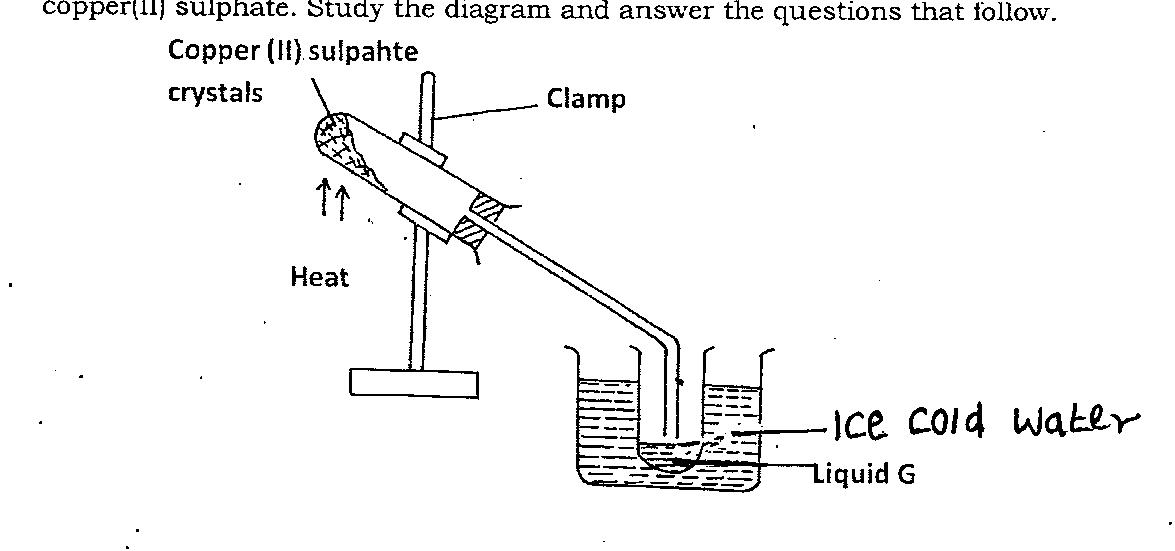 copper(II) sulphate. Study the diagram and answer the questions that follow.
Copper (II) sulpahte
crystals
Clamp
Heat
Ice cold water
Liquid G